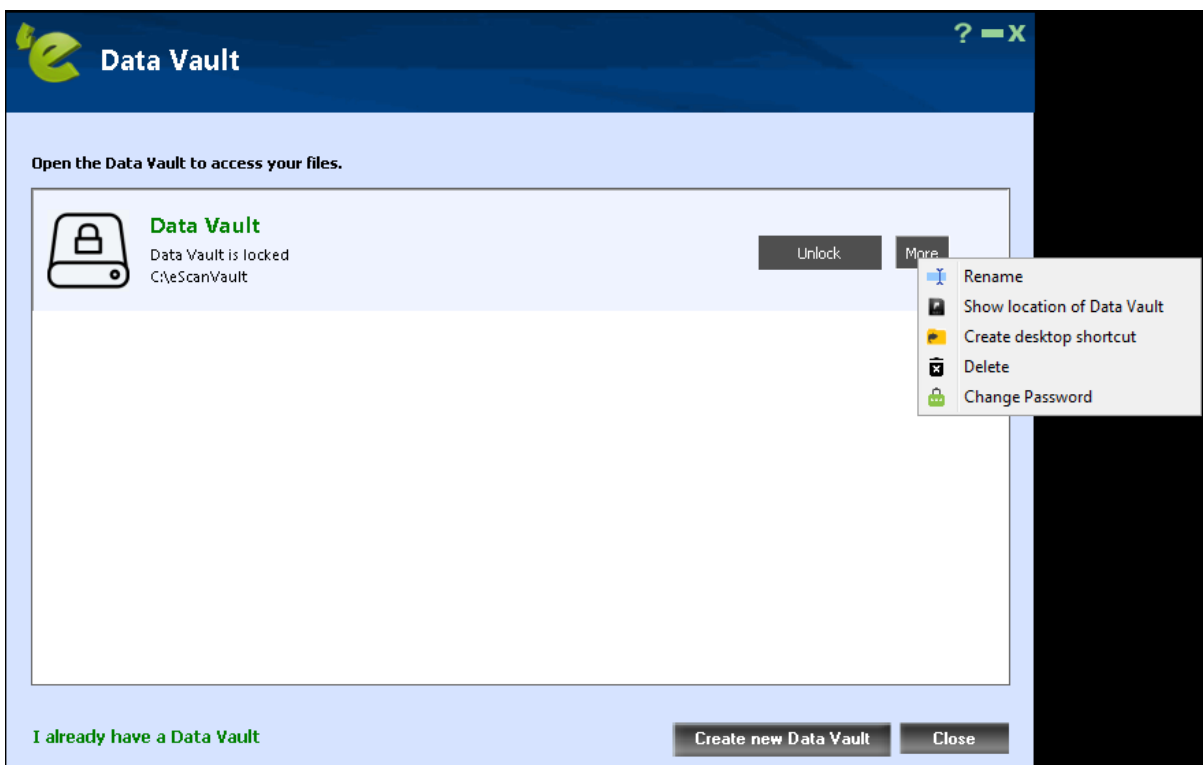 ? X
Data Vault
Open the Data Vault to access your files.
Data Vault
Data Vault is locked
C:\eScanVault
Unlock
More
Rename
Show location of Data Vault
Create desktop shortcut
Delete
Change Password
I already have a Data Vault
Create new Data Vault
Close